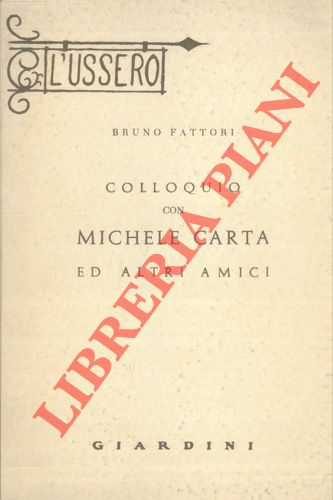 L'USSERO
BRUNO FATTORI
COLLOQUIO
CON
MICHELE CARTA
ED ALTRI AMICI
GIARDINI
LIBRERIA PIANI